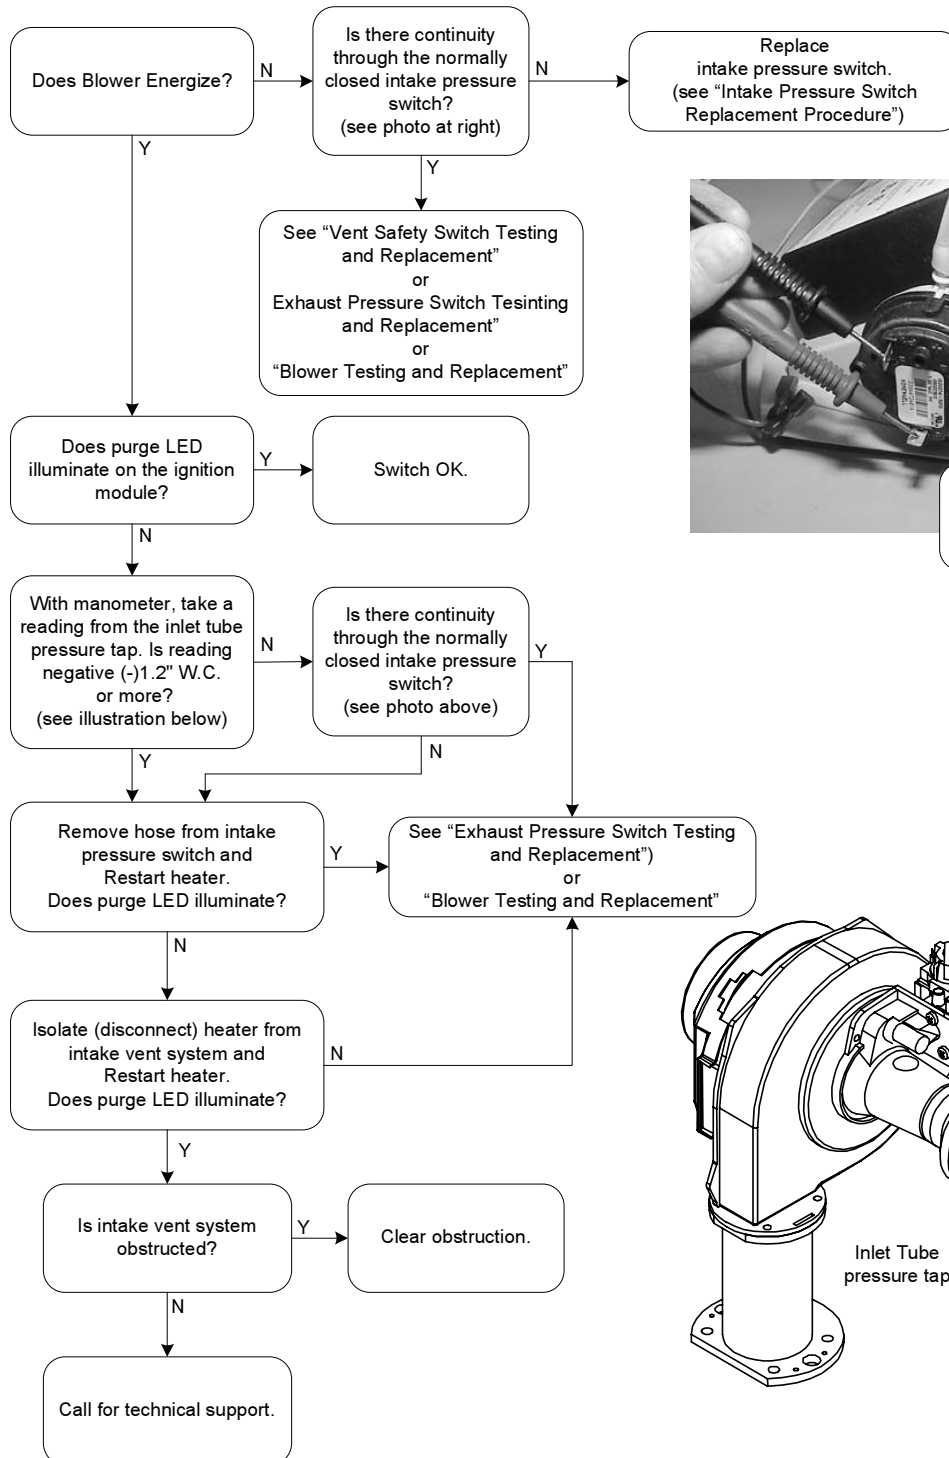 Does Blower Energize?
N
Is there continuity
through the normally
closed intake pressure
switch?
(see photo at right)
N
Replace
intake pressure switch.
(see “Intake Pressure Switch
Replacement Procedure”)
Y
Y
See “Vent Safety Switch Testing
and Replacement”
or
Exhaust Pressure Switch Tesinting
and Replacement”
or
“Blower Testing and Replacement”
Does purge LED
illuminate on the ignition
module?
Y
Switch OK.
N
With manometer, take a
reading from the inlet tube
pressure tap. Is reading
negative (-)1.2" W.C.
or more?
(see illustration below)
N
Is there continuity
through the normally
closed intake pressure
switch?
(see photo above)
Y
Y
N
Remove hose from intake
pressure switch and
Restart heater.
Does purge LED illuminate?
Y
See “Exhaust Pressure Switch Testing
and Replacement”)
or
“Blower Testing and Replacement”
N
Isolate (disconnect) heater from
intake vent system and
Restart heater.
Does purge LED illuminate?
N
Y
Is intake vent system
obstructed?
Y
Clear obstruction.
N
Call for technical support.
Inlet Tube
pressure tap